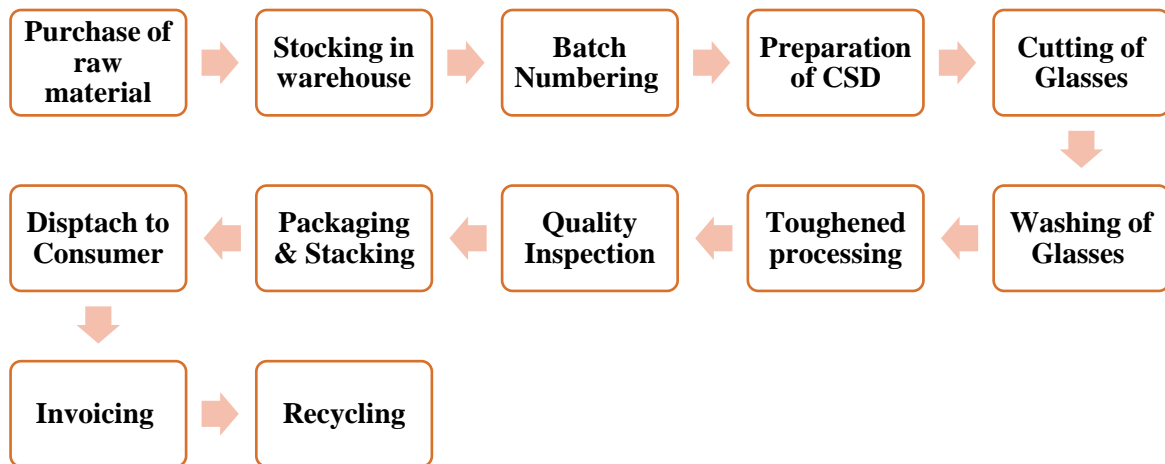 Purchase of
raw
material
Stocking in
warehouse
Batch
Numbering
Preparation
of CSD
Cutting of
Glasses
Washing of
Glasses
Toughened
processing
Quality
Inspection
Packaging
& Stacking
Disptach to
Consumer
Invoicing
Recycling